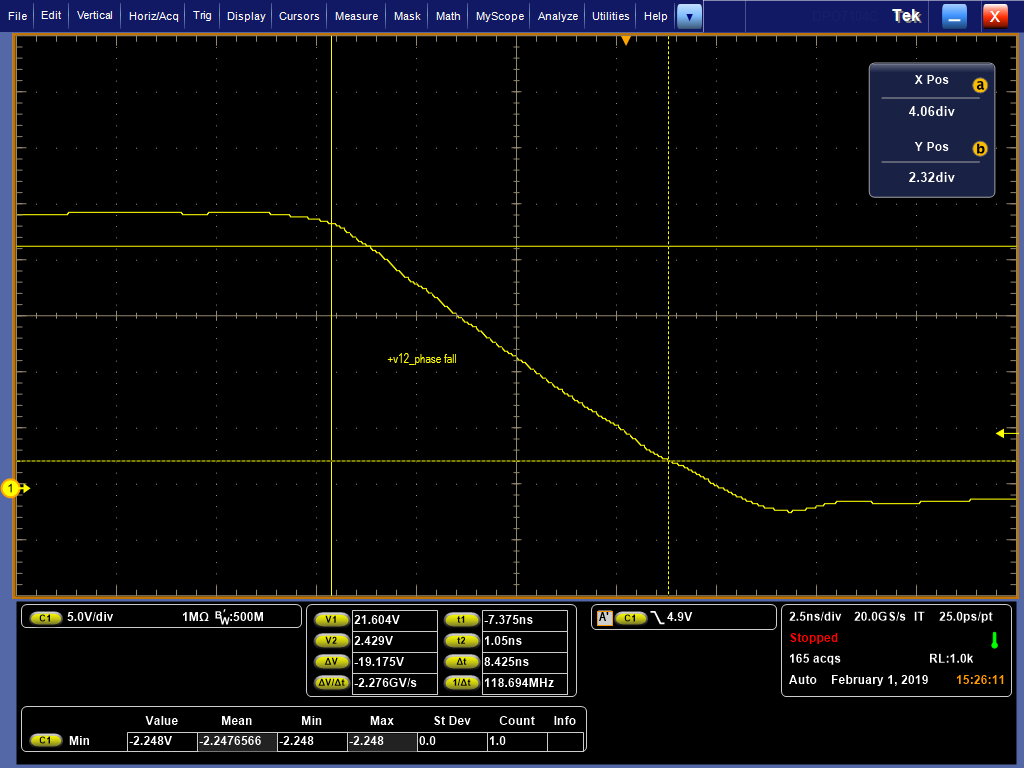 File Edit Vertical Horiz/Acq Trig Display Cursors Measure Mask Math MyScope Analyze Utilities Help Tek X
X Pos a
4.06div
Y Pos b
2.32div
+v12_phase fall
1
C1 5.0V/div 1MΩ BW:500M
V1 21.604V t1 -7.375ns
V2 2.429V t2 1.05ns
ΔV -19.175V Δt 8.425ns
ΔV/Δt -2.276GV/s 1/Δt 118.694MHz
A' C1 4.9V
2.5ns/div 20.0GS/s IT 25.0ps/pt
Stopped
165 acqs RL:1.0k
Auto February 1, 2019 15:26:11
Value Mean Min Max St Dev Count Info
C1 Min -2.248V -2.2476566 -2.248 -2.248 0.0 1.0